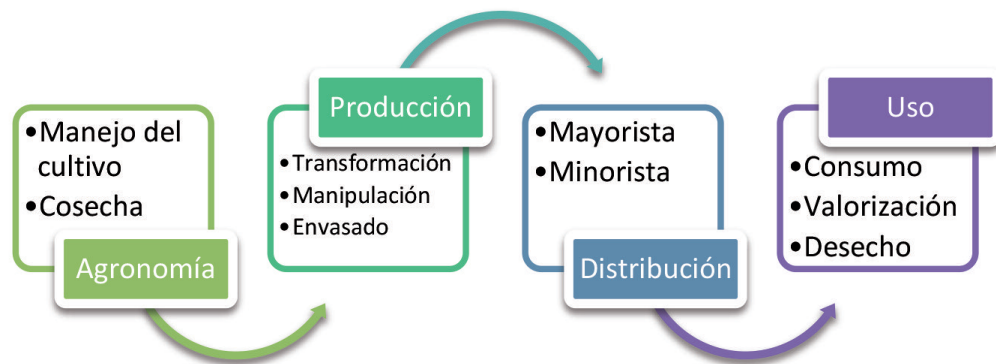 •Manejo del
cultivo
•Cosecha
Agronomía
Producción
•Transformación
•Manipulación
•Envasado
•Mayorista
•Minorista
Distribución
Uso
•Consumo
•Valorización
•Desecho